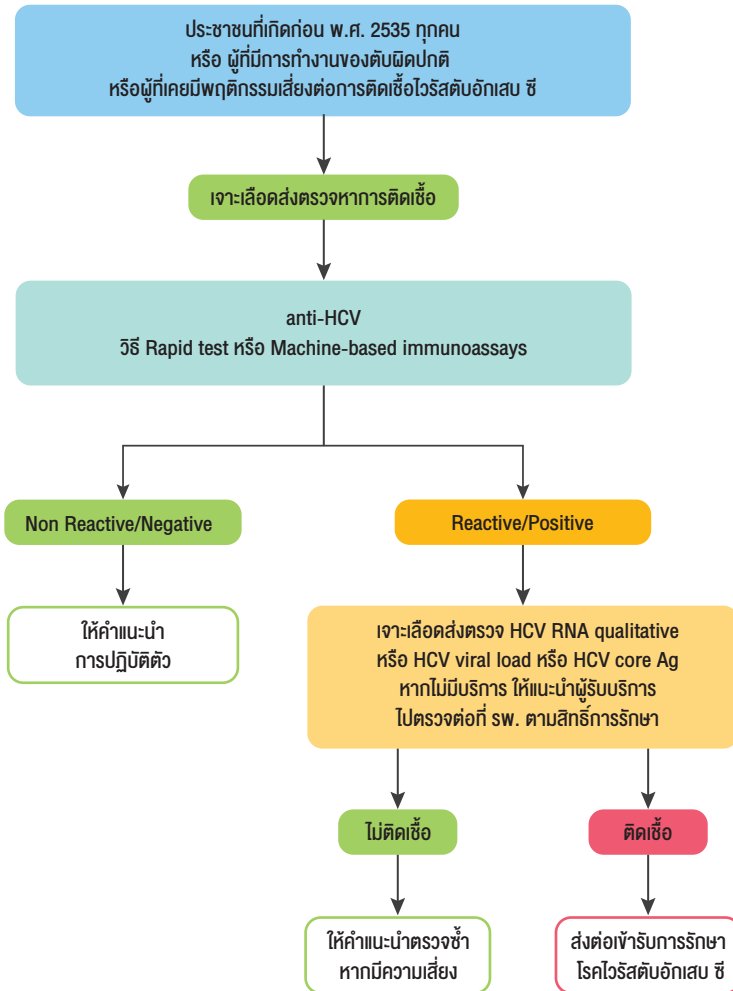 ประชาชนที่เกิดก่อน พ.ศ. 2535 ทุกคน
หรือ ผู้ที่มีการทำงานของตับผิดปกติ
หรือผู้ที่เคยมีพฤติกรรมเสี่ยงต่อการติดเชื้อไวรัสตับอักเสบ ซี
เจาะเลือดส่งตรวจหาการติดเชื้อ
anti-HCV
วิธี Rapid test หรือ Machine-based immunoassays
Non Reactive/Negative
Reactive/Positive
ให้คำแนะนำ
การปฏิบัติตัว
เจาะเลือดส่งตรวจ HCV RNA qualitative
หรือ HCV viral load หรือ HCV core Ag
หากไม่มีบริการ ให้แนะนำผู้รับบริการ
ไปตรวจต่อที่ รพ. ตามสิทธิ์การรักษา
ไม่ติดเชื้อ
ติดเชื้อ
ให้คำแนะนำตรวจซ้ำ
หากมีความเสี่ยง
ส่งต่อเข้ารับการรักษา
โรคไวรัสตับอักเสบ ซี